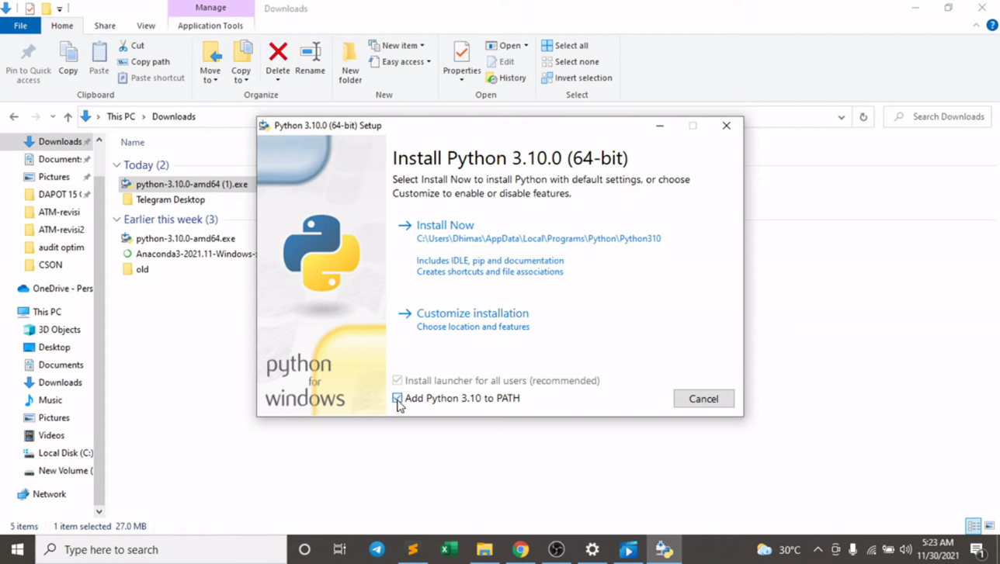 Manage
Downloads
File
Home
Share
View
Application Tools
Pin to Quick access
Copy
Paste
Cut
Copy path
Paste shortcut
Move to
Copy to
Delete
Rename
New folder
New item
Easy access
Properties
Open
Edit
History
Select all
Select none
Invert selection
Clipboard
Organize
New
Open
Select
This PC
Downloads
Search Downloads
Downloads
Document:
Pictures
DAPOT 15 (
ATM-revisi
ATM-revisi2
audit optim
CSON
OneDrive - Pers
This PC
3D Objects
Desktop
Documents
Downloads
Music
Pictures
Videos
Local Disk (C:)
New Volume (
Network
Name
Today (2)
python-3.10.0-amd64 (1).exe
Telegram Desktop
Earlier this week (3)
python-3.10.0-amd64.exe
Anaconda3-2021.11-Windows-
old
Python 3.10.0 (64-bit) Setup
Install Python 3.10.0 (64-bit)
Select Install Now to install Python with default settings, or choose
Customize to enable or disable features.
Install Now
C:\Users\Dhimas\AppData\Local\Programs\Python\Python310
Includes IDLE, pip and documentation
Creates shortcuts and file associations
Customize installation
Choose location and features
python
for
windows
Install launcher for all users (recommended)
Add Python 3.10 to PATH
Cancel
5 items
1 item selected 27.0 MB
Type here to search
30°C
5:23 AM
11/30/2021
1